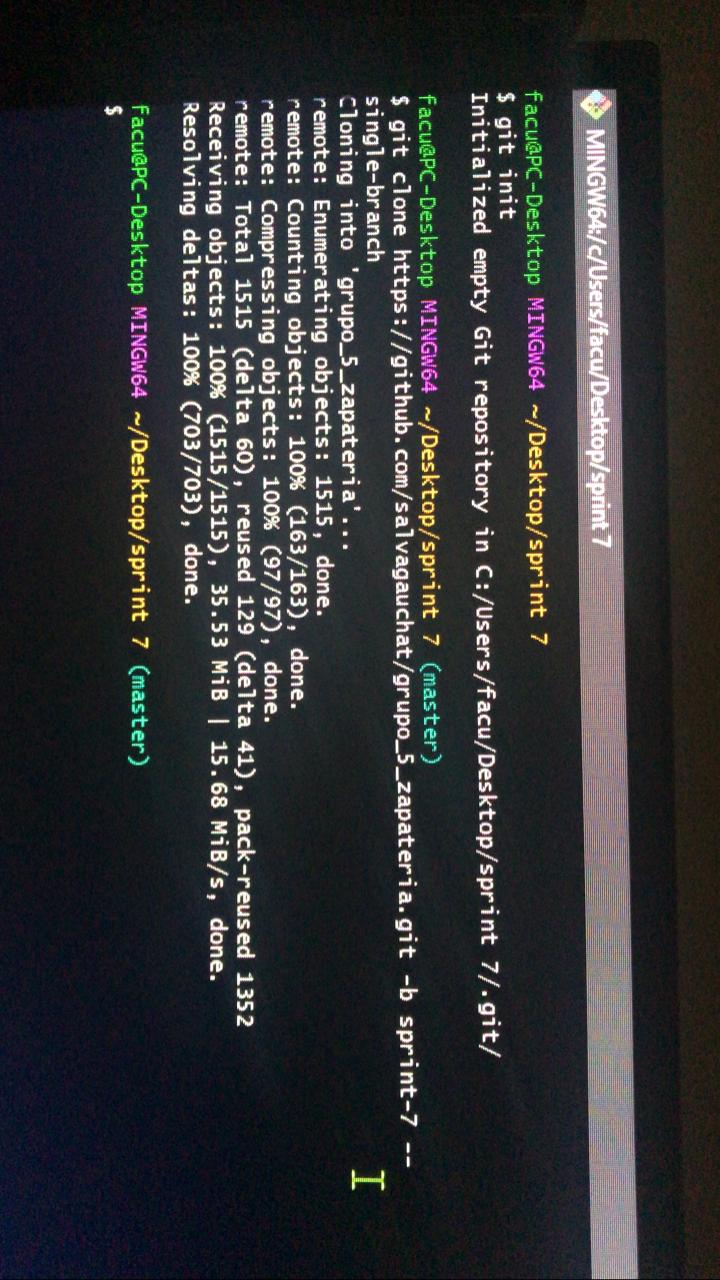 MINGW64:/c/Users/facu/Desktop/sprint 7
facu@PC-Desktop MINGW64 ~/Desktop/sprint 7
$ git init
Initialized empty Git repository in C:/Users/facu/Desktop/sprint 7/.git/
facu@PC-Desktop MINGW64 ~/Desktop/sprint 7 (master)
$ git clone https://github.com/salvagauchat/grupo_5_zapateria.git -b sprint-7 --
single-branch
Cloning into 'grupo_5_zapateria'...
remote: Enumerating objects: 1515, done.
remote: Counting objects: 100% (163/163), done.
remote: Compressing objects: 100% (97/97), done.
remote: Total 1515 (delta 60), reused 129 (delta 41), pack-reused 1352
Receiving objects: 100% (1515/1515), 35.53 MiB | 15.68 MiB/s, done.
Resolving deltas: 100% (703/703), done.
facu@PC-Desktop MINGW64 ~/Desktop/sprint 7 (master)
$